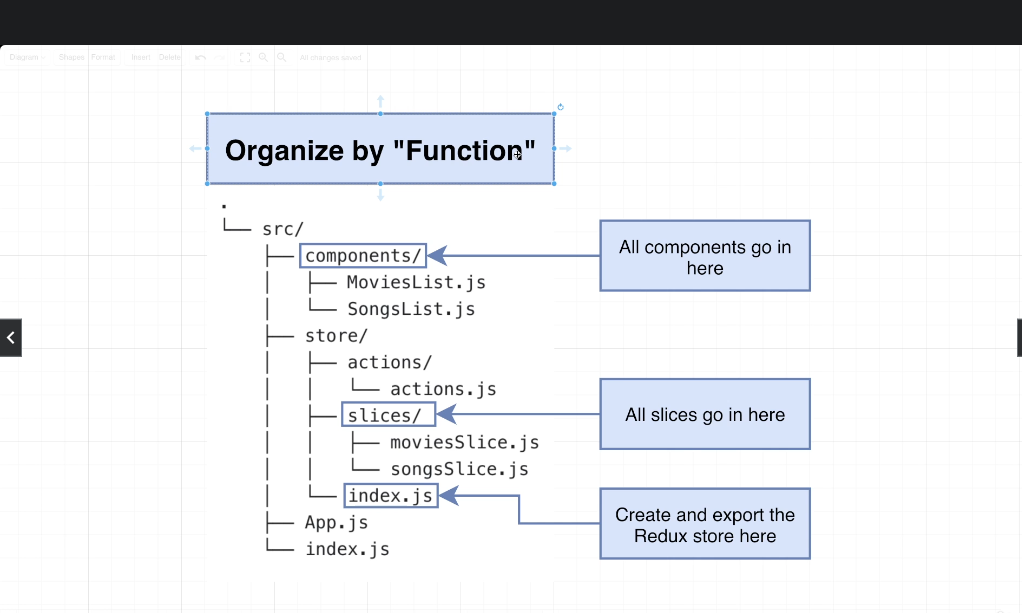 Diagram Shapes Format Insert Delete All changes saved
Organize by "Function"
.
└── src/
├── components/
│ ├── MoviesList.js
│ └── SongsList.js
├── store/
│ ├── actions/
│ │ └── actions.js
│ ├── slices/
│ │ ├── moviesSlice.js
│ │ └── songsSlice.js
│ └── index.js
├── App.js
└── index.js
All components go in
here
All slices go in here
Create and export the
Redux store here